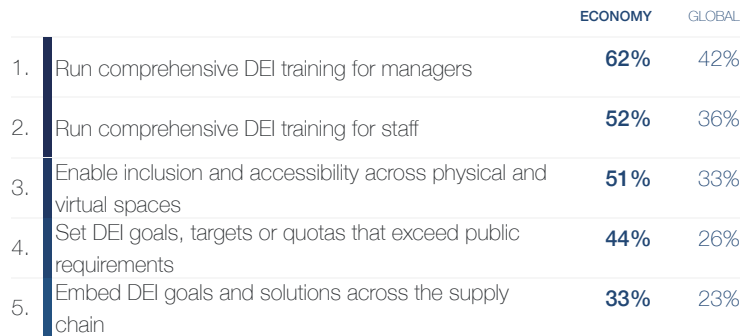 ECONOMY GLOBAL
1. Run comprehensive DEI training for managers 62% 42%
2. Run comprehensive DEI training for staff 52% 36%
3. Enable inclusion and accessibility across physical and
virtual spaces 51% 33%
4. Set DEI goals, targets or quotas that exceed public
requirements 44% 26%
5. Embed DEI goals and solutions across the supply
chain 33% 23%